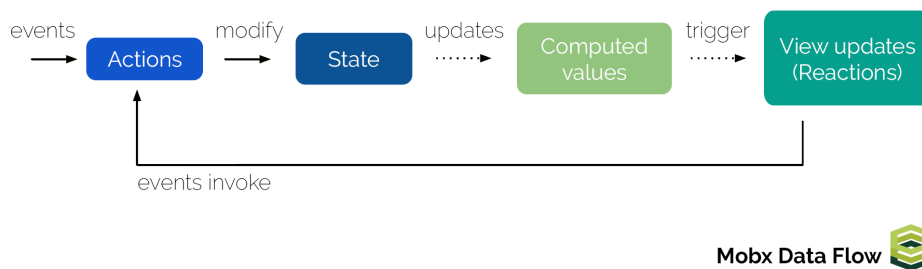 events
Actions
modify
State
updates
Computed
values
trigger
View updates
(Reactions)
events invoke
Mobx Data Flow